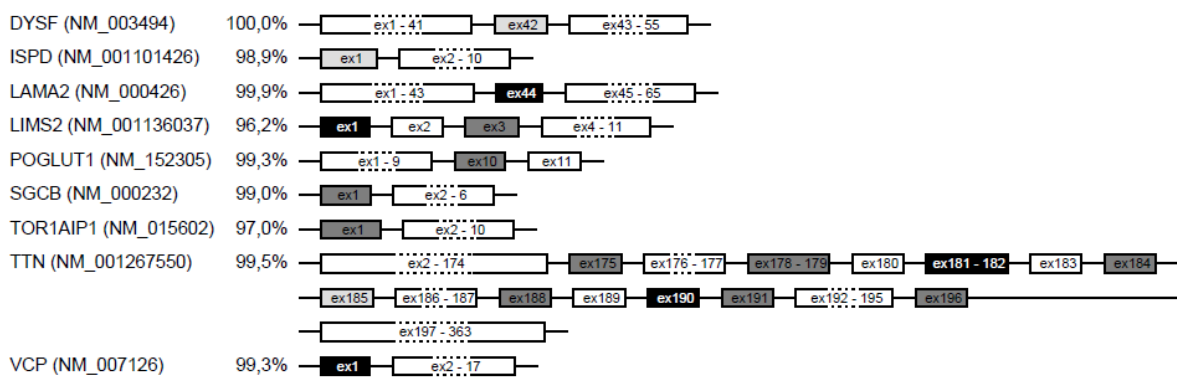 DYSF (NM_003494) 100,0% ex1 - 41 ex42 ex43 - 55
ISPD (NM_001101426) 98,9% ex1 ex2 - 10
LAMA2 (NM_000426) 99,9% ex1 - 43 ex44 ex45 - 65
LIMS2 (NM_001136037) 96,2% ex1 ex2 ex3 ex4 - 11
POGLUT1 (NM_152305) 99,3% ex1 - 9 ex10 ex11
SGCB (NM_000232) 99,0% ex1 ex2 - 6
TOR1AIP1 (NM_015602) 97,0% ex1 ex2 - 10
TTN (NM_001267550) 99,5% ex2 - 174 ex175 ex176 - 177 ex178 - 179 ex180 ex181 - 182 ex183 ex184
ex185 ex186 - 187 ex188 ex189 ex190 ex191 ex192 - 195 ex196
ex197 - 363
VCP (NM_007126) 99,3% ex1 ex2 - 17